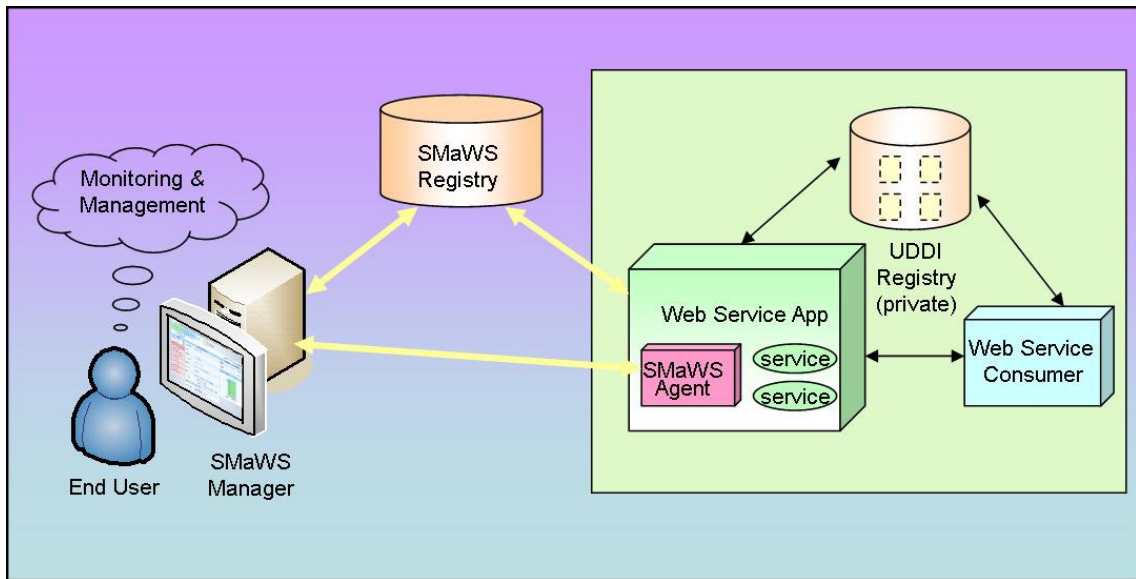 Monitoring &
Management
End User
SMaWS
Manager
SMaWS
Registry
UDDI
Registry
(private)
Web Service App
SMaWS
Agent
service
service
Web Service
Consumer